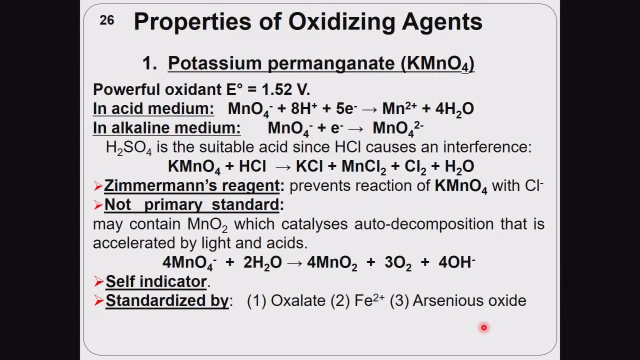 26
Properties of Oxidizing Agents
1. Potassium permanganate (KMnO₄)
Powerful oxidant E° = 1.52 V.
In acid medium: MnO₄⁻ + 8H⁺ + 5e⁻ → Mn²⁺ + 4H₂O
In alkaline medium: MnO₄⁻ + e⁻ → MnO₄²⁻
H₂SO₄ is the suitable acid since HCl causes an interference:
KMnO₄ + HCl → KCl + MnCl₂ + Cl₂ + H₂O
➢Zimmermann's reagent: prevents reaction of KMnO₄ with Cl⁻
➢Not primary standard:
may contain MnO₂ which catalyses auto-decomposition that is
accelerated by light and acids.
4MnO₄⁻ + 2H₂O → 4MnO₂ + 3O₂ + 4OH⁻
➢Self indicator.
➢Standardized by: (1) Oxalate (2) Fe²⁺ (3) Arsenious oxide